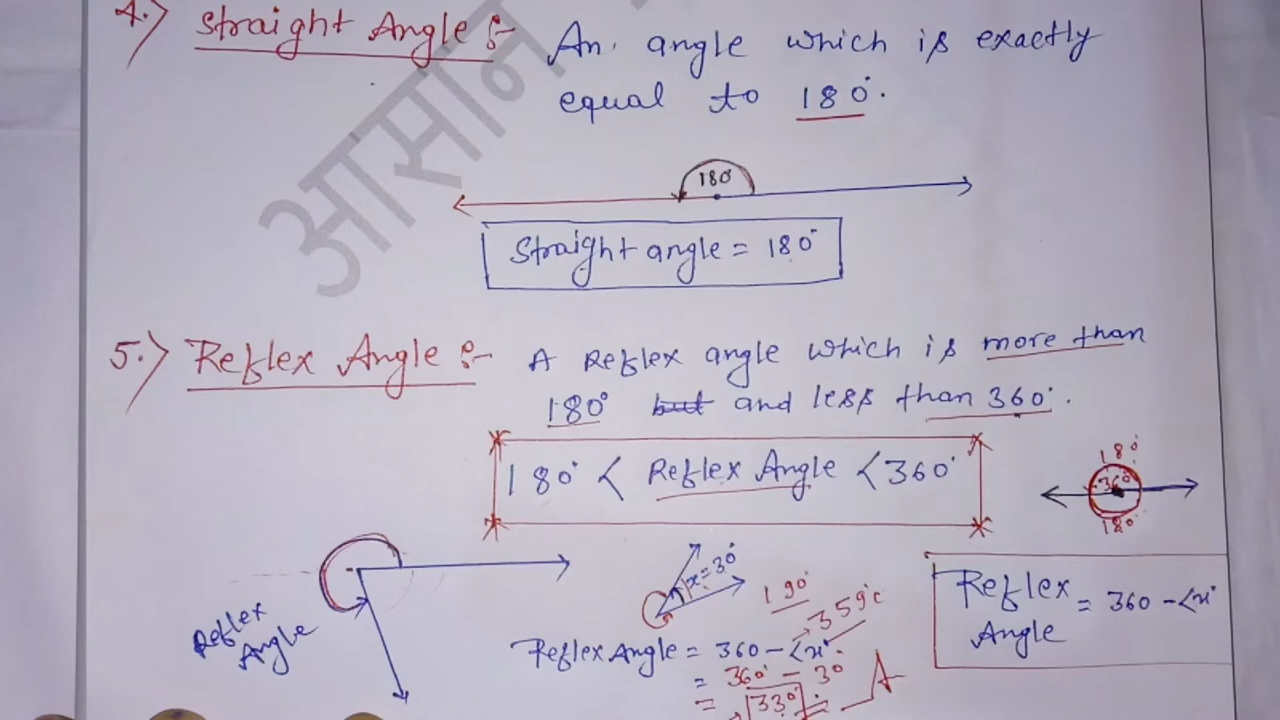 4.) Straight Angle :- An angle which is exactly
equal to 180°.
आसान
180°
Straight angle = 180°
5.) Reflex Angle :- A Reflex angle which is more than
180° but and less than 360°.
180° < Reflex Angle < 360°
180°
360°
180°
Reflex
Angle
x = 30°
190°
359°
Reflex Angle = 360 - ∠x°
= 360° - 30°
= 330°
A
Reflex
Angle = 360 - ∠x°